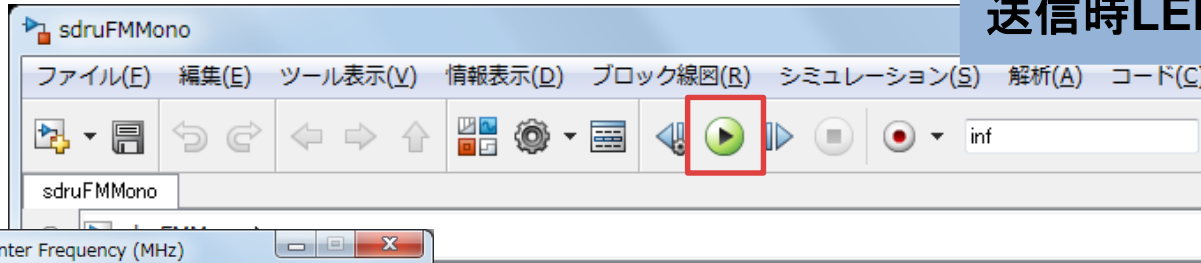 送信時LE
sdruFMMono
ファイル(F) 編集(E) ツール表示(V) 情報表示(D) ブロック線図(R) シミュレーション(S) 解析(A) コード(C)
inf
sdruFMMono
nter Frequency (MHz)